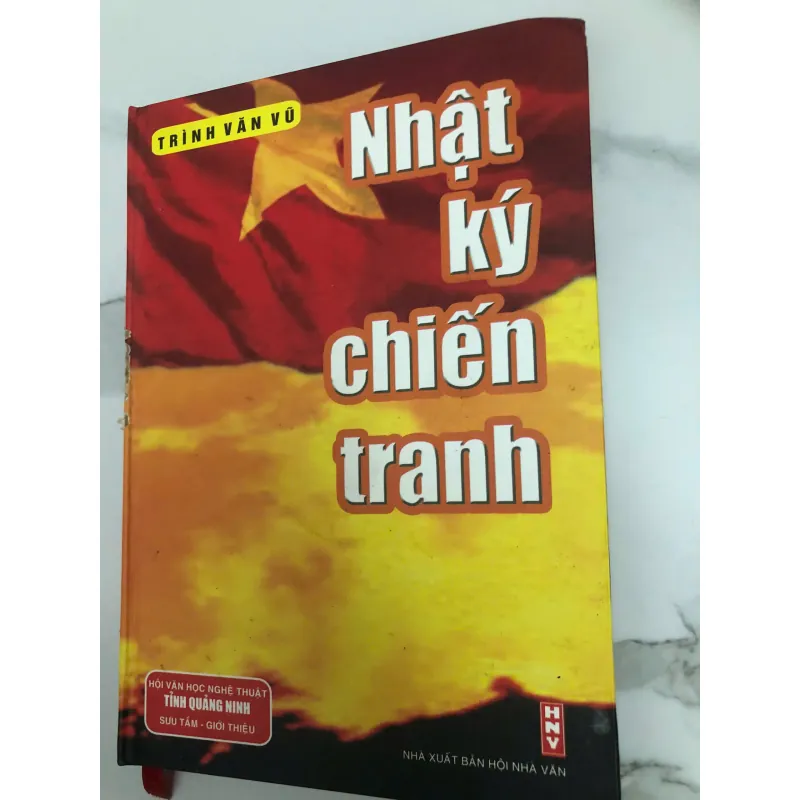 TRÌNH VĂN VŨ
Nhật
ký
chiến
tranh
HỘI VĂN HỌC NGHỆ THUẬT
TỈNH QUẢNG NINH
SƯU TẦM - GIỚI THIỆU
HNV
NHÀ XUẤT BẢN HỘI NHÀ VĂN